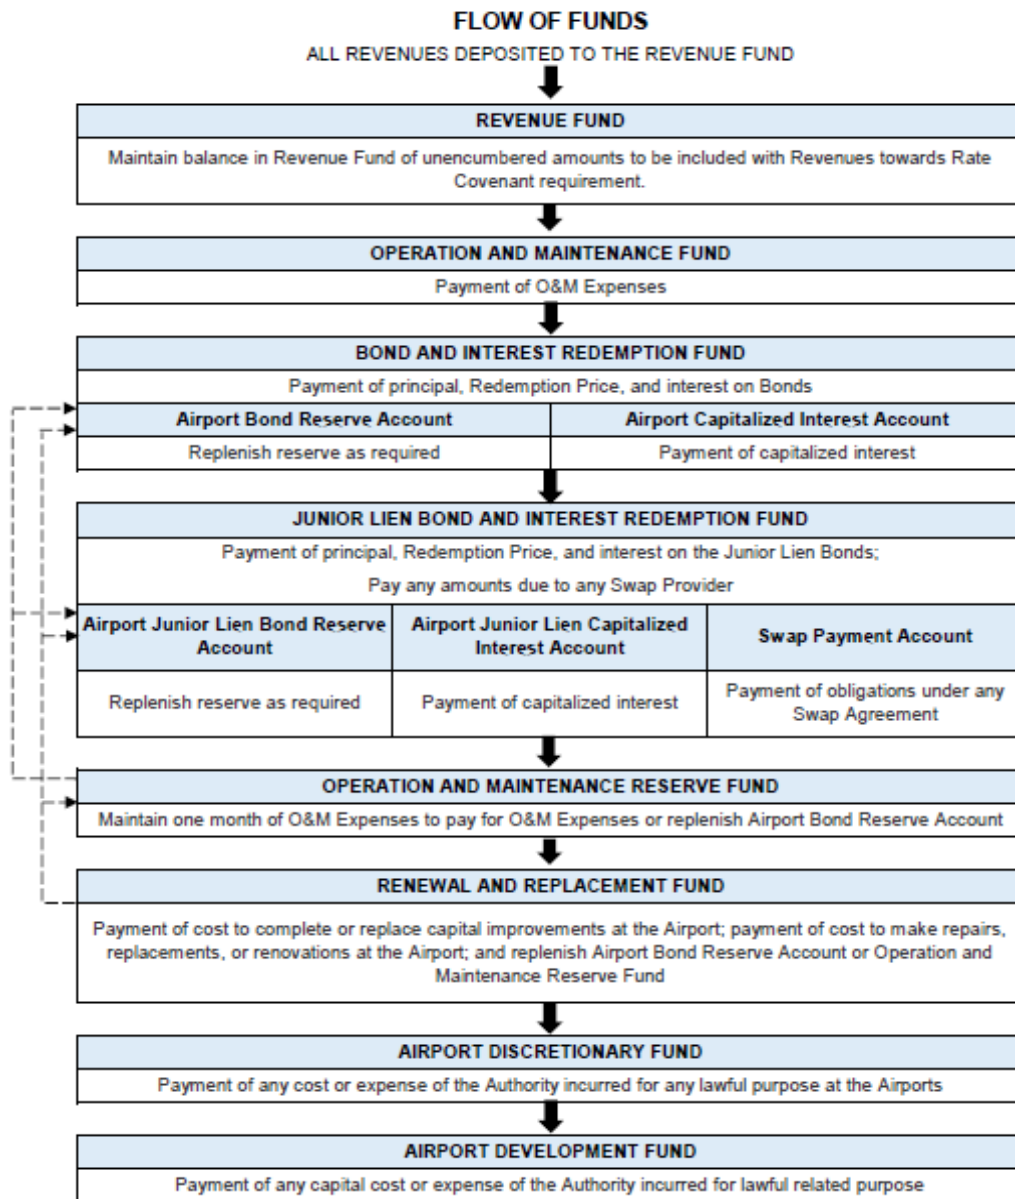 FLOW OF FUNDS
ALL REVENUES DEPOSITED TO THE REVENUE FUND
REVENUE FUND
Maintain balance in Revenue Fund of unencumbered amounts to be included with Revenues towards Rate
Covenant requirement.
OPERATION AND MAINTENANCE FUND
Payment of O&M Expenses
BOND AND INTEREST REDEMPTION FUND
Payment of principal, Redemption Price, and interest on Bonds
Airport Bond Reserve Account
Replenish reserve as required
Airport Capitalized Interest Account
Payment of capitalized interest
JUNIOR LIEN BOND AND INTEREST REDEMPTION FUND
Payment of principal, Redemption Price, and interest on the Junior Lien Bonds;
Pay any amounts due to any Swap Provider
Airport Junior Lien Bond Reserve
Account
Replenish reserve as required
Airport Junior Lien Capitalized
Interest Account
Payment of capitalized interest
Swap Payment Account
Payment of obligations under any
Swap Agreement
OPERATION AND MAINTENANCE RESERVE FUND
Maintain one month of O&M Expenses to pay for O&M Expenses or replenish Airport Bond Reserve Account
RENEWAL AND REPLACEMENT FUND
Payment of cost to complete or replace capital improvements at the Airport; payment of cost to make repairs,
replacements, or renovations at the Airport; and replenish Airport Bond Reserve Account or Operation and
Maintenance Reserve Fund
AIRPORT DISCRETIONARY FUND
Payment of any cost or expense of the Authority incurred for any lawful purpose at the Airports
AIRPORT DEVELOPMENT FUND
Payment of any capital cost or expense of the Authority incurred for lawful related purpose